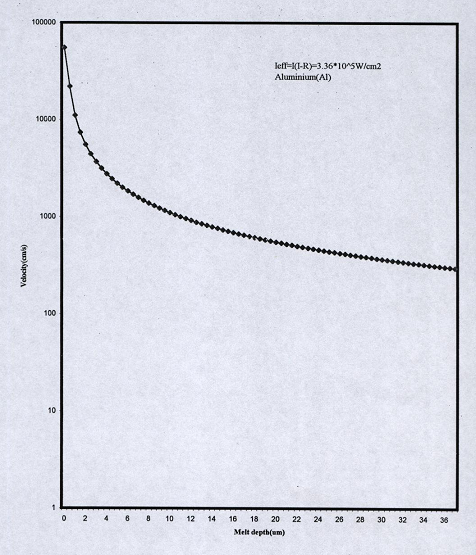 100000
Ieff=I(I-R)=3.36*10^5W/cm2
Aluminium(Al)
10000
1000
Velocity(cm/s)
100
10
1
0 2 4 6 8 10 12 14 16 18 20 22 24 26 28 30 32 34 36
Melt depth(um)